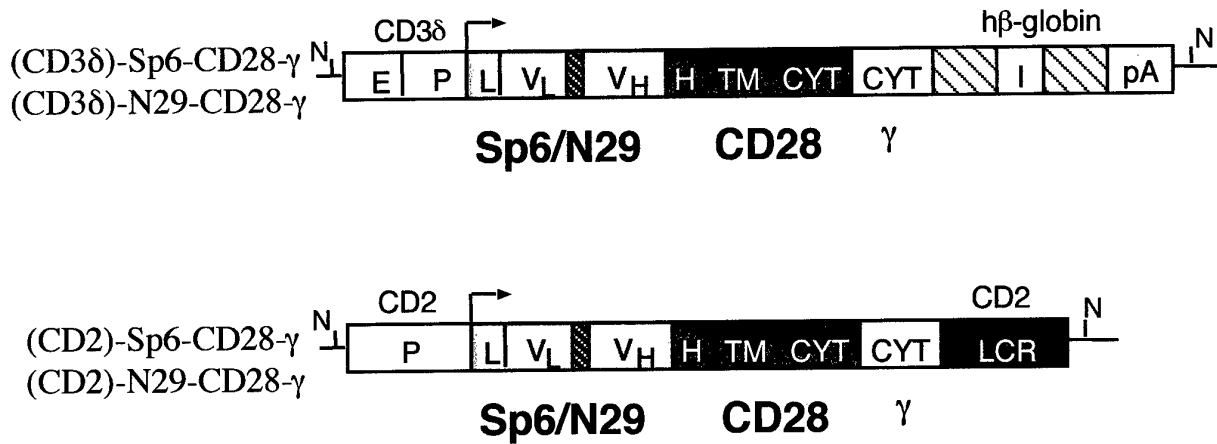 CD3δ
hβ-globin
(CD3δ)-Sp6-CD28-γ
(CD3δ)-N29-CD28-γ
N E P L VL VH H TM CYT CYT I pA N
Sp6/N29 CD28 γ
CD2 CD2
(CD2)-Sp6-CD28-γ
(CD2)-N29-CD28-γ
N P L VL VH H TM CYT CYT LCR N
Sp6/N29 CD28 γ